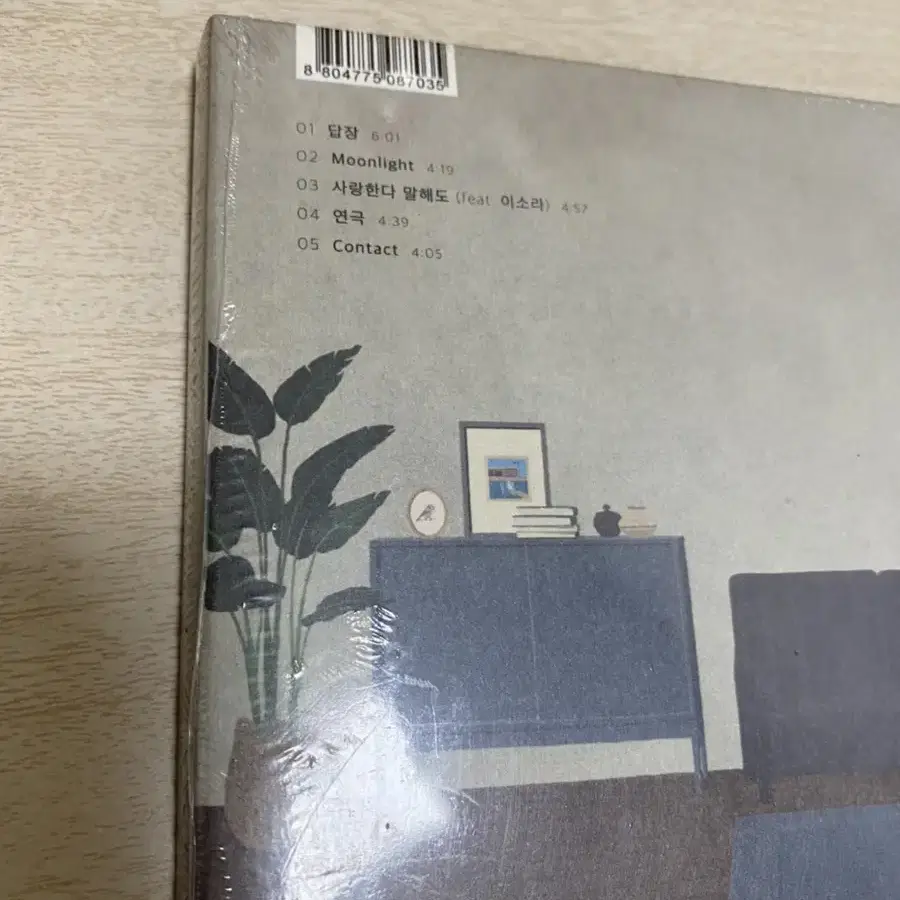 8 804775 087035
01 답장 6:01
02 Moonlight 4:19
03 사랑한다 말해도 (feat. 이소라) 4:57
04 연극 4:39
05 Contact 4:05